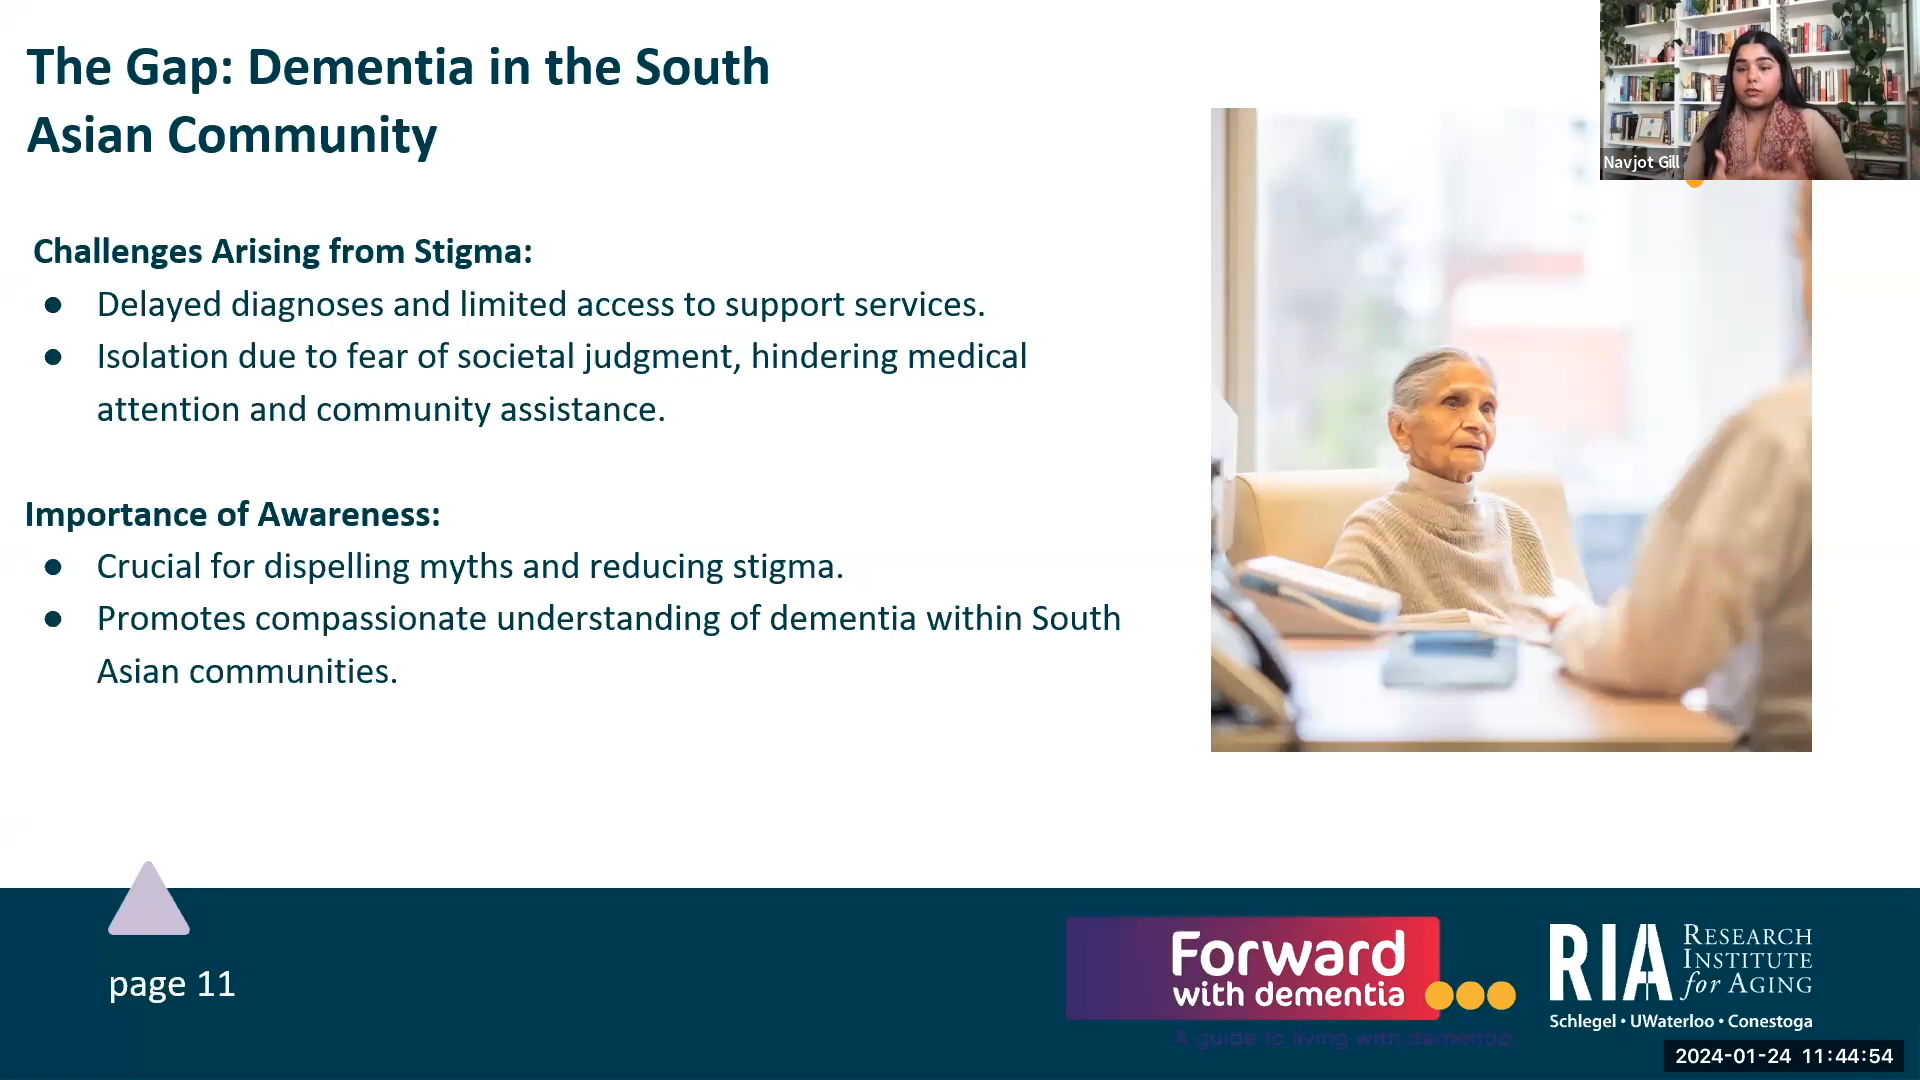 The Gap: Dementia in the South
Asian Community
Navjot Gill
Challenges Arising from Stigma:
● Delayed diagnoses and limited access to support services.
● Isolation due to fear of societal judgment, hindering medical
attention and community assistance.
Importance of Awareness:
● Crucial for dispelling myths and reducing stigma.
● Promotes compassionate understanding of dementia within South
Asian communities.
page 11
Forward
with dementia
A guide to living with dementia
RIA
RESEARCH
INSTITUTE
for AGING
Schlegel • UWaterloo • Conestoga
2024-01-24 11:44:54